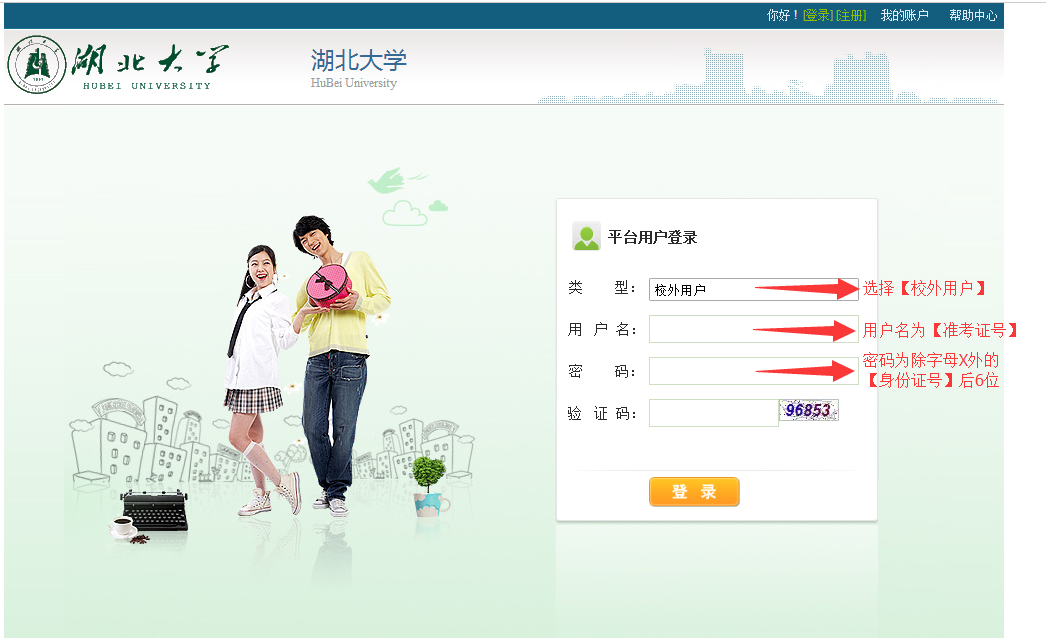 你好！[登录] [注册] 我的账户 帮助中心
湖北大学
HUBEI UNIVERSITY
湖北大学
HuBei University
平台用户登录
类 型： 校外用户 选择【校外用户】
用 户 名： 用户名为【准考证号】
密 码： 密码为除字母X外的
【身份证号】后6位
验 证 码： 96853
登 录